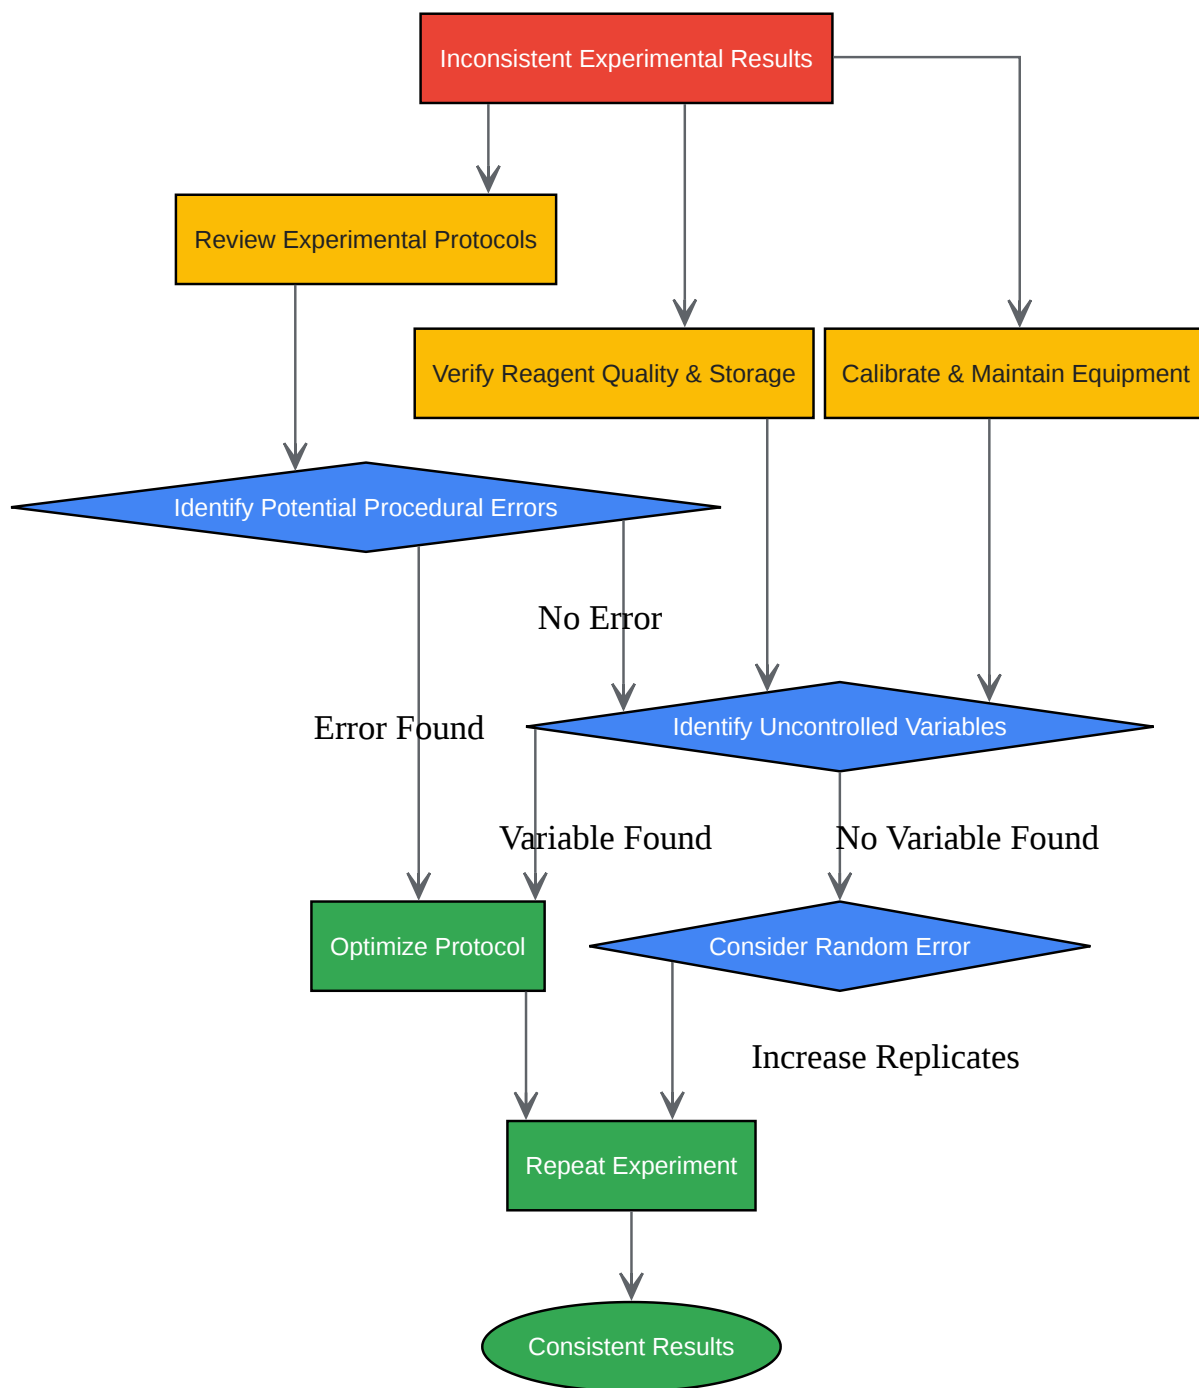 Inconsistent Experimental Results
Review Experimental Protocols
Verify Reagent Quality & Storage
Calibrate & Maintain Equipment
Identify Potential Procedural Errors
No Error
Error Found
Identify Uncontrolled Variables
Variable Found
No Variable Found
Optimize Protocol
Consider Random Error
Increase Replicates
Repeat Experiment
Consistent Results